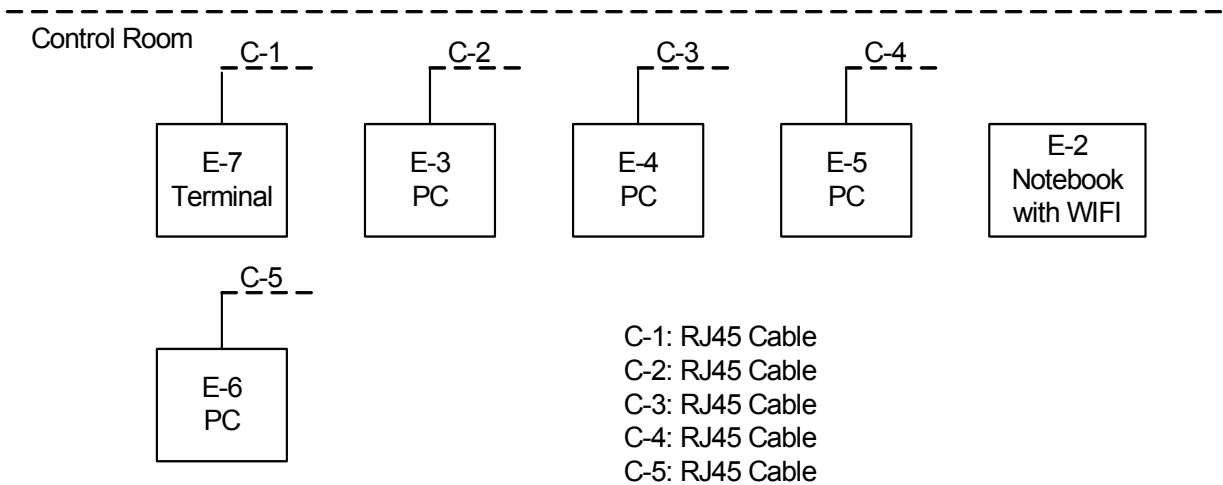 Control Room
C-1
C-2
C-3
C-4
E-7
Terminal
E-3
PC
E-4
PC
E-5
PC
E-2
Notebook
with WIFI
C-5
E-6
PC
C-1: RJ45 Cable
C-2: RJ45 Cable
C-3: RJ45 Cable
C-4: RJ45 Cable
C-5: RJ45 Cable